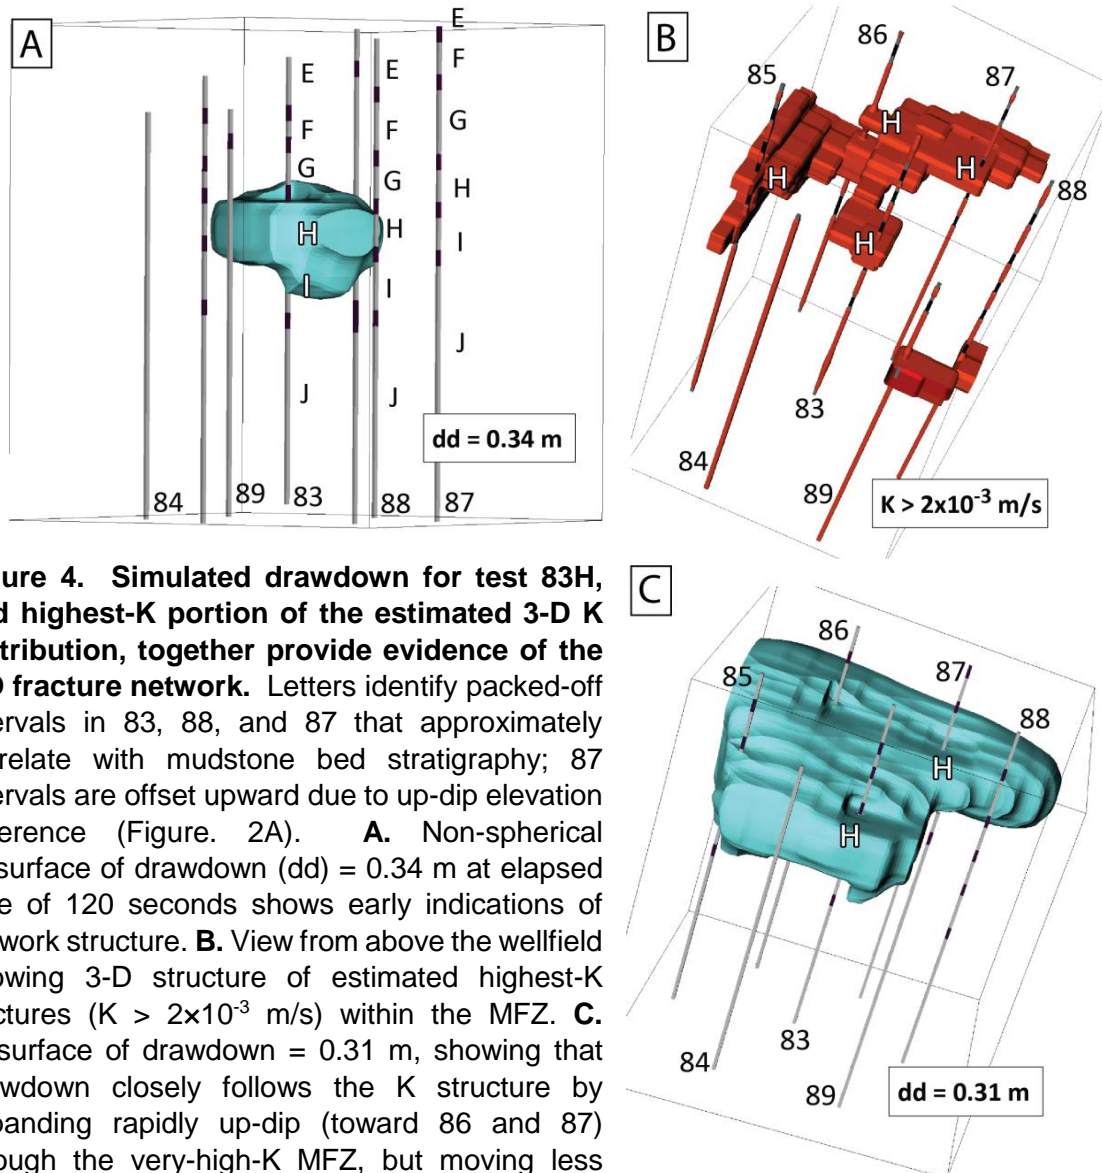 A
E
E
E
F
F
F
G
G
G
H
H
H
I
I
I
J
J
J
dd = 0.34 m
84
89
83
88
87
B
86
85
87
H
H
H
H
88
83
84
89
K > 2x10⁻³ m/s
ure 4. Simulated drawdown for test 83H,
d highest-K portion of the estimated 3-D K
tribution, together provide evidence of the
D fracture network. Letters identify packed-off
ervals in 83, 88, and 87 that approximately
relate with mudstone bed stratigraphy; 87
ervals are offset upward due to up-dip elevation
erence (Figure. 2A). A. Non-spherical
surface of drawdown (dd) = 0.34 m at elapsed
e of 120 seconds shows early indications of
work structure. B. View from above the wellfield
owing 3-D structure of estimated highest-K
ctures (K > 2×10⁻³ m/s) within the MFZ. C.
surface of drawdown = 0.31 m, showing that
wdown closely follows the K structure by
panding rapidly up-dip (toward 86 and 87)
ough the very-high-K MFZ, but moving less
C
86
85
87
88
H
H
83
84
89
dd = 0.31 m